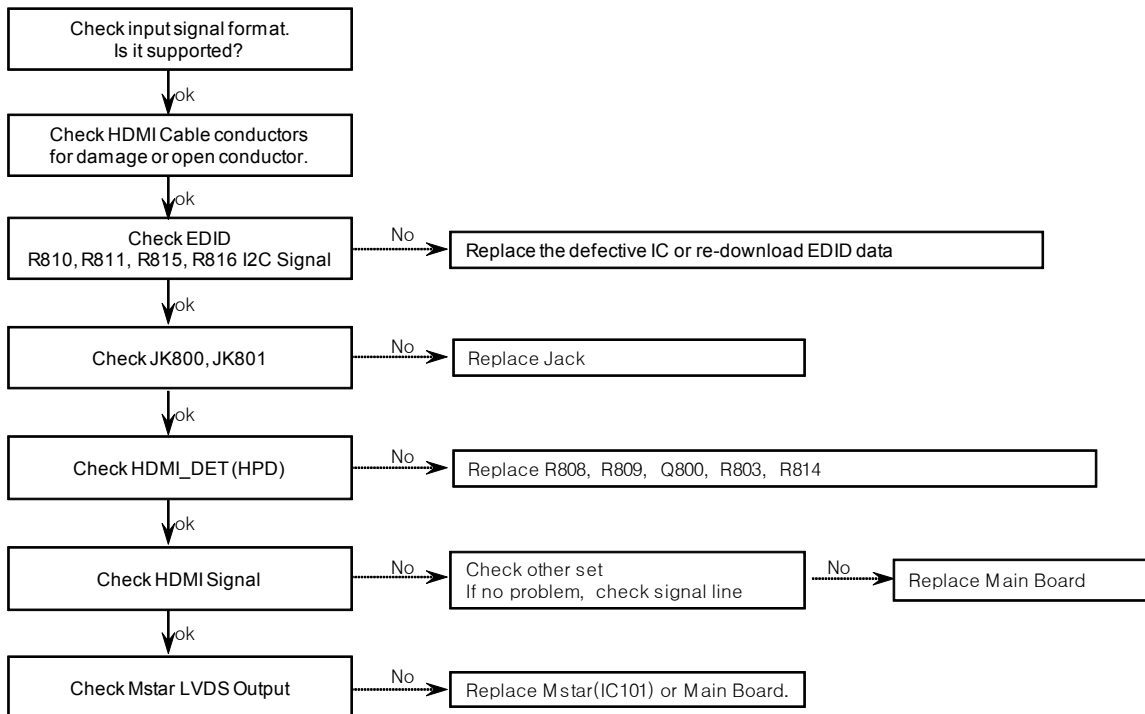 Check input signal format.
Is it supported?
ok
Check HDMI Cable conductors
for damage or open conductor.
ok
Check EDID
R810, R811, R815, R816 I2C Signal
No
Replace the defective IC or re-download EDID data
ok
Check JK800, JK801
No
Replace Jack
ok
Check HDMI_DET (HPD)
No
Replace R808, R809, Q800, R803, R814
ok
Check HDMI Signal
No
Check other set
If no problem, check signal line
No
Replace Main Board
ok
Check Mstar LVDS Output
No
Replace Mstar(IC101) or Main Board.